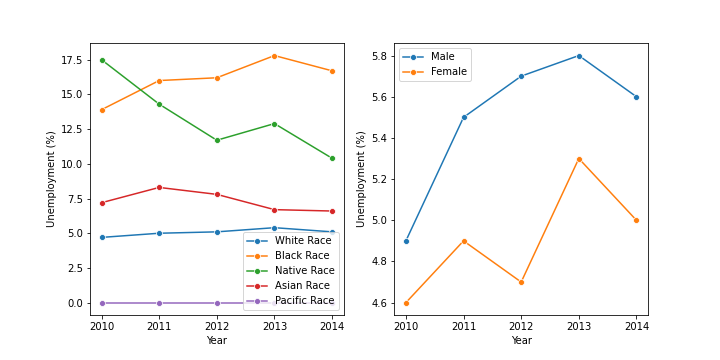 Unemployment (%)
17.5
15.0
12.5
10.0
7.5
5.0
2.5
0.0
White Race
Black Race
Native Race
Asian Race
Pacific Race
2010 2011 2012 2013 2014
Year
Unemployment (%)
5.8
5.6
5.4
5.2
5.0
4.8
4.6
Male
Female
2010 2011 2012 2013 2014
Year